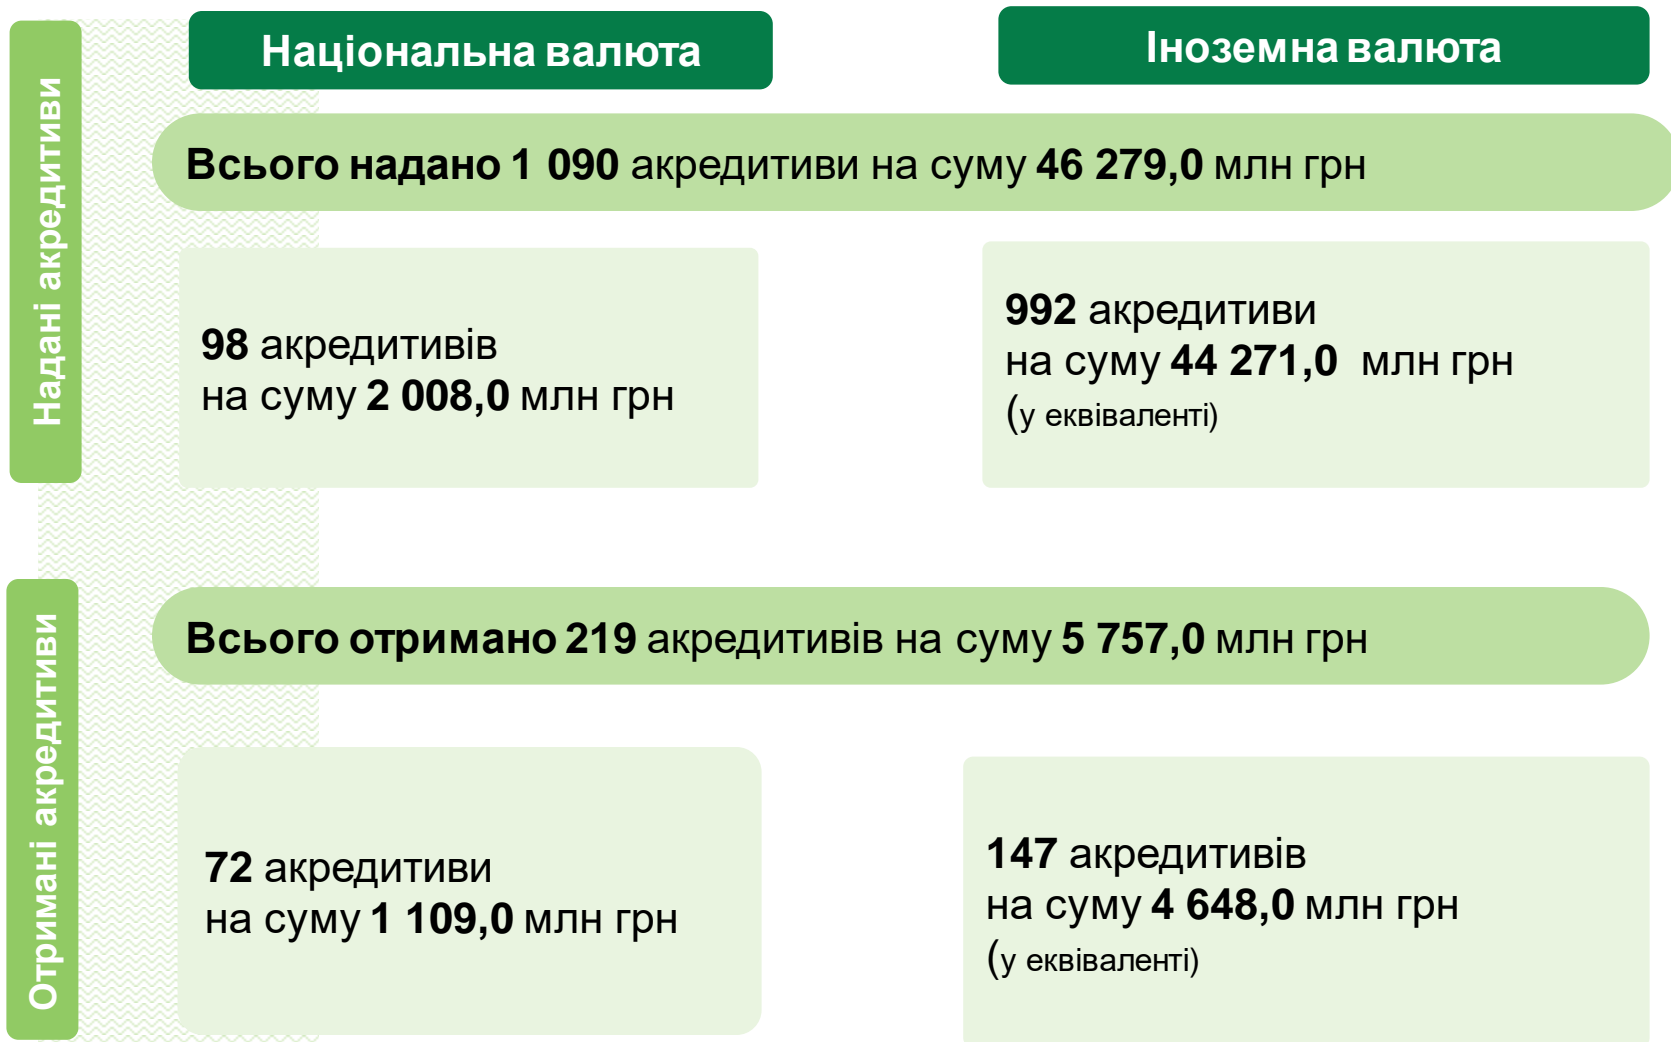 Національна валюта
Іноземна валюта
Надані акредитиви
Всього надано 1 090 акредитиви на суму 46 279,0 млн грн
98 акредитивів
на суму 2 008,0 млн грн
992 акредитиви
на суму 44 271,0 млн грн
(у еквіваленті)
Отримані акредитиви
Всього отримано 219 акредитивів на суму 5 757,0 млн грн
72 акредитиви
на суму 1 109,0 млн грн
147 акредитивів
на суму 4 648,0 млн грн
(у еквіваленті)